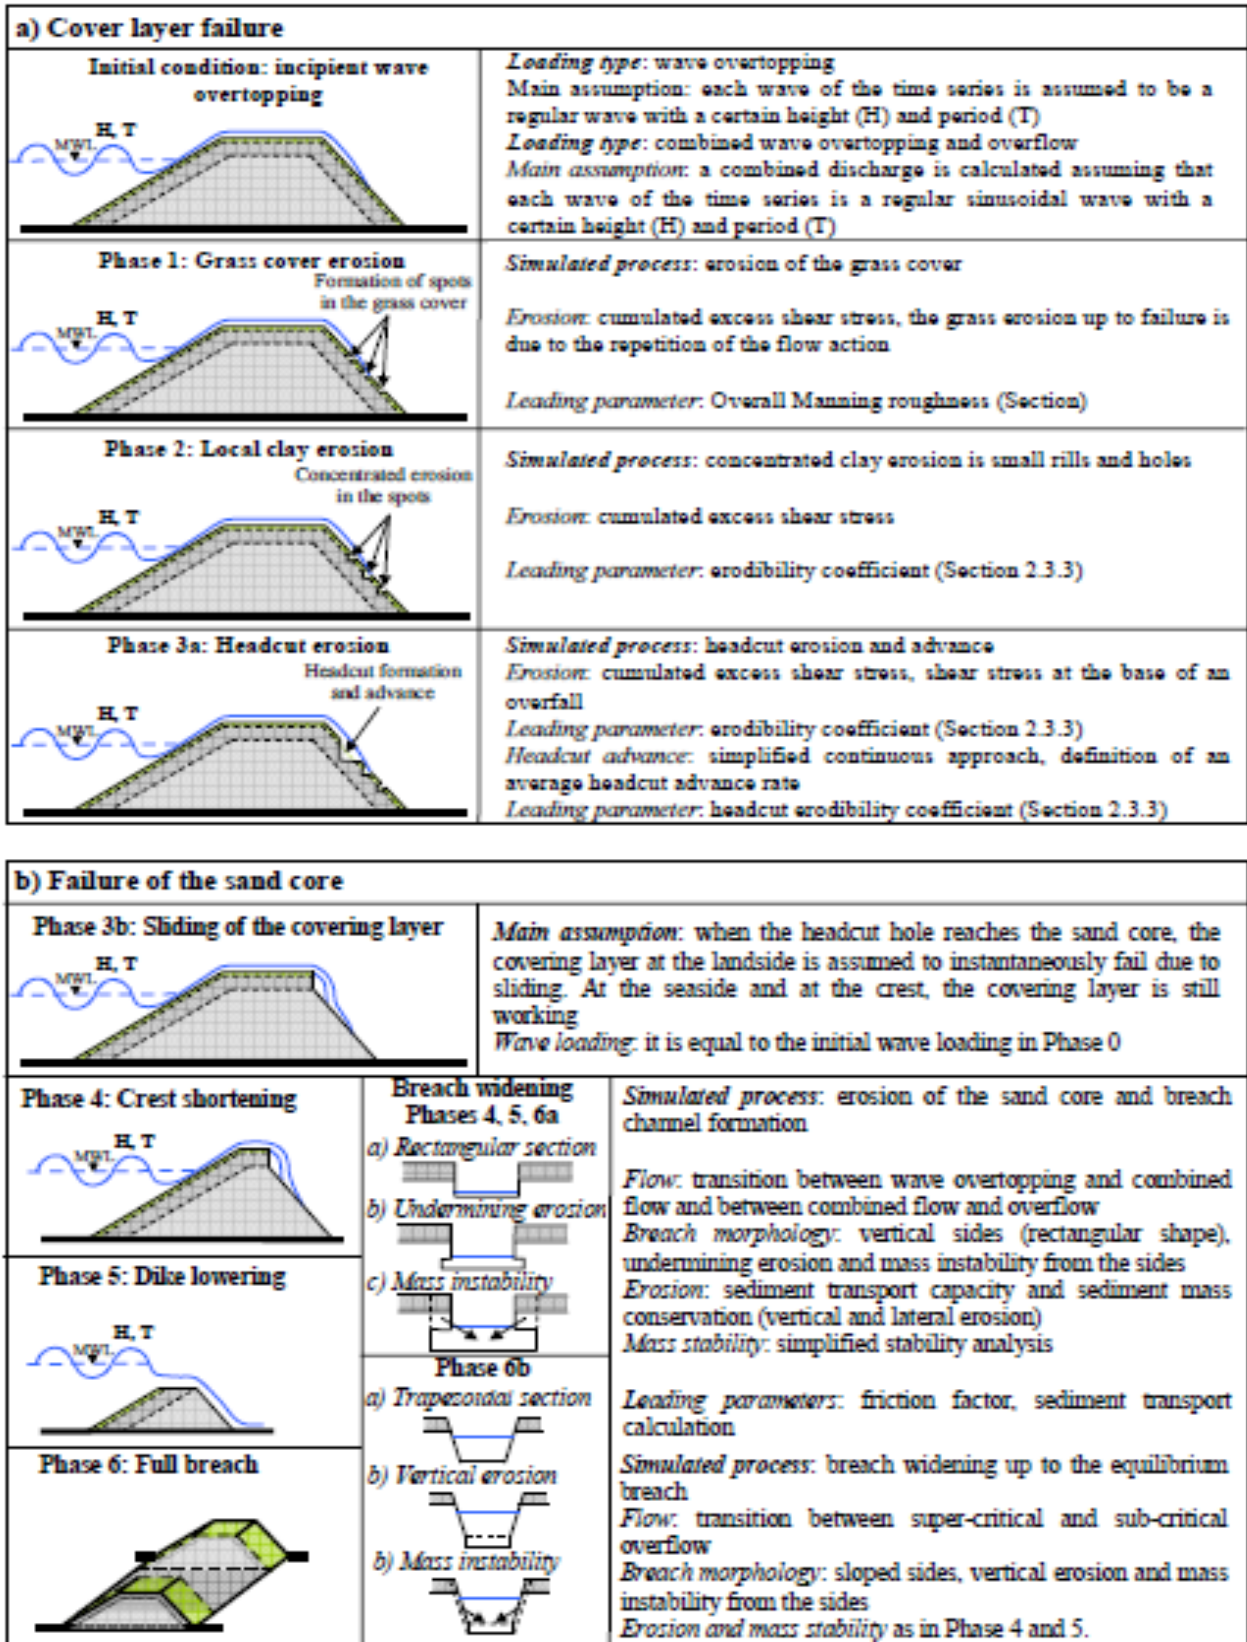 a) Cover layer failure
Initial condition: incipient wave
overtopping
H, T
MWL
Loading type: wave overtopping
Main assumption: each wave of the time series is assumed to be a
regular wave with a certain height (H) and period (T)
Loading type: combined wave overtopping and overflow
Main assumption: a combined discharge is calculated assuming that
each wave of the time series is a regular sinusoidal wave with a
certain height (H) and period (T)
Phase 1: Grass cover erosion
Formation of spots
in the grass cover
H, T
MWL
Simulated process: erosion of the grass cover
Erosion: cumulated excess shear stress, the grass erosion up to failure is
due to the repetition of the flow action
Leading parameter: Overall Manning roughness (Section)
Phase 2: Local clay erosion
Concentrated erosion
in the spots
H, T
MWL
Simulated process: concentrated clay erosion is small rills and holes
Erosion: cumulated excess shear stress
Leading parameter: erodibility coefficient (Section 2.3.3)
Phase 3a: Headcut erosion
Headcut formation
and advance
H, T
MWL
Simulated process: headcut erosion and advance
Erosion: cumulated excess shear stress, shear stress at the base of an
overfall
Leading parameter: erodibility coefficient (Section 2.3.3)
Headcut advance: simplified continuous approach, definition of an
average headcut advance rate
Leading parameter: headcut erodibility coefficient (Section 2.3.3)
b) Failure of the sand core
Phase 3b: Sliding of the covering layer
H, T
MWL
Main assumption: when the headcut hole reaches the sand core, the
covering layer at the landside is assumed to instantaneously fail due to
sliding. At the seaside and at the crest, the covering layer is still
working
Wave loading: it is equal to the initial wave loading in Phase 0
Phase 4: Crest shortening
H, T
MWL
Phase 5: Dike lowering
H, T
MWL
Phase 6: Full breach
Breach widening
Phases 4, 5, 6a
a) Rectangular section
b) Undermining erosion
c) Mass instability
Phase 6b
a) Trapezoidal section
b) Vertical erosion
b) Mass instability
Simulated process: erosion of the sand core and breach
channel formation
Flow: transition between wave overtopping and combined
flow and between combined flow and overflow
Breach morphology: vertical sides (rectangular shape),
undermining erosion and mass instability from the sides
Erosion: sediment transport capacity and sediment mass
conservation (vertical and lateral erosion)
Mass stability: simplified stability analysis
Leading parameters: friction factor, sediment transport
calculation
Simulated process: breach widening up to the equilibrium
breach
Flow: transition between super-critical and sub-critical
overflow
Breach morphology: sloped sides, vertical erosion and mass
instability from the sides
Erosion and mass stability as in Phase 4 and 5.